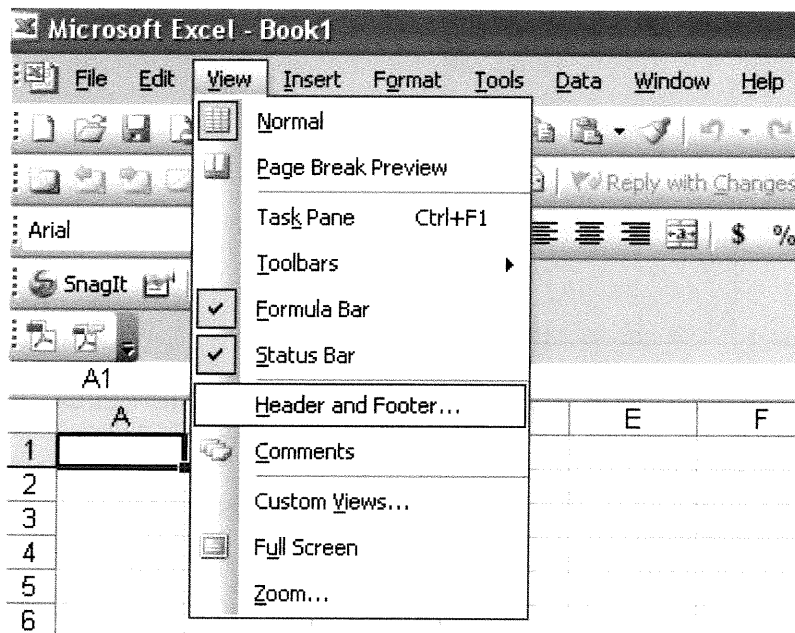 Microsoft Excel - Book1
File Edit View Insert Format Tools Data Window Help
Normal
Page Break Preview
Reply with Changes
Task Pane Ctrl+F1
Arial
$ %
Toolbars
SnagIt
Formula Bar
Status Bar
A1
Header and Footer...
A E F
1
Comments
2
Custom Views...
3
4
Full Screen
5
Zoom...
6